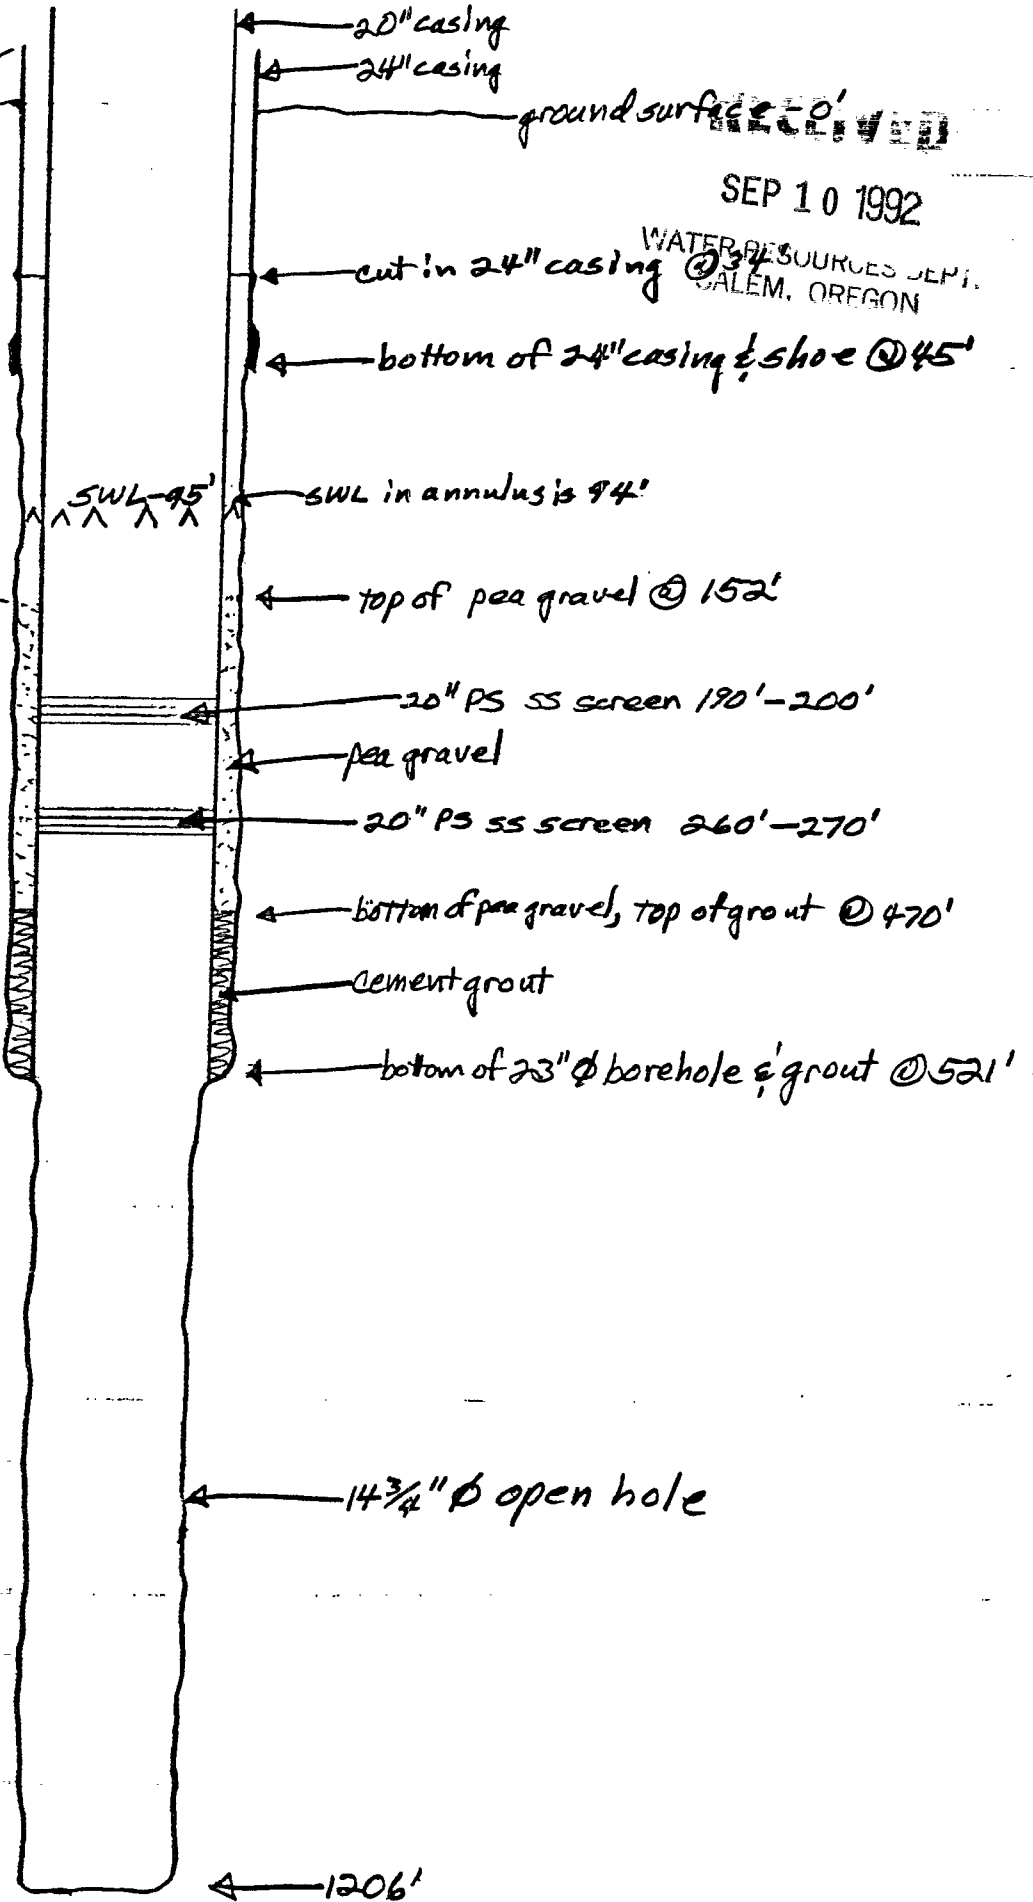 20" casing
24" casing
ground surface - 0'
RECEIVED
SEP 10 1992
WATER RESOURCES DEPT.
SALEM, OREGON
cut in 24" casing @ 34'
bottom of 24" casing & shoe @ 45'
SWL-95'
SWL in annulus is 94'
top of pea gravel @ 152'
20" PS SS screen 190'-200'
pea gravel
20" PS SS screen 260'-270'
bottom of pea gravel, top of grout @ 470'
cement grout
bottom of 23" Ø borehole & grout @ 521'
14 3/4" Ø open hole
1206'